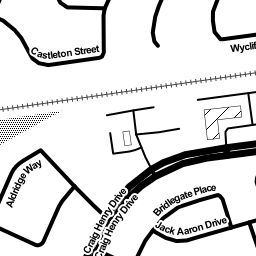 Castleton Street
Wyclif
Aldridge Way
Craig Henry Drive
Craig Henry Drive
Bridlegate Place
Jack Aaron Drive